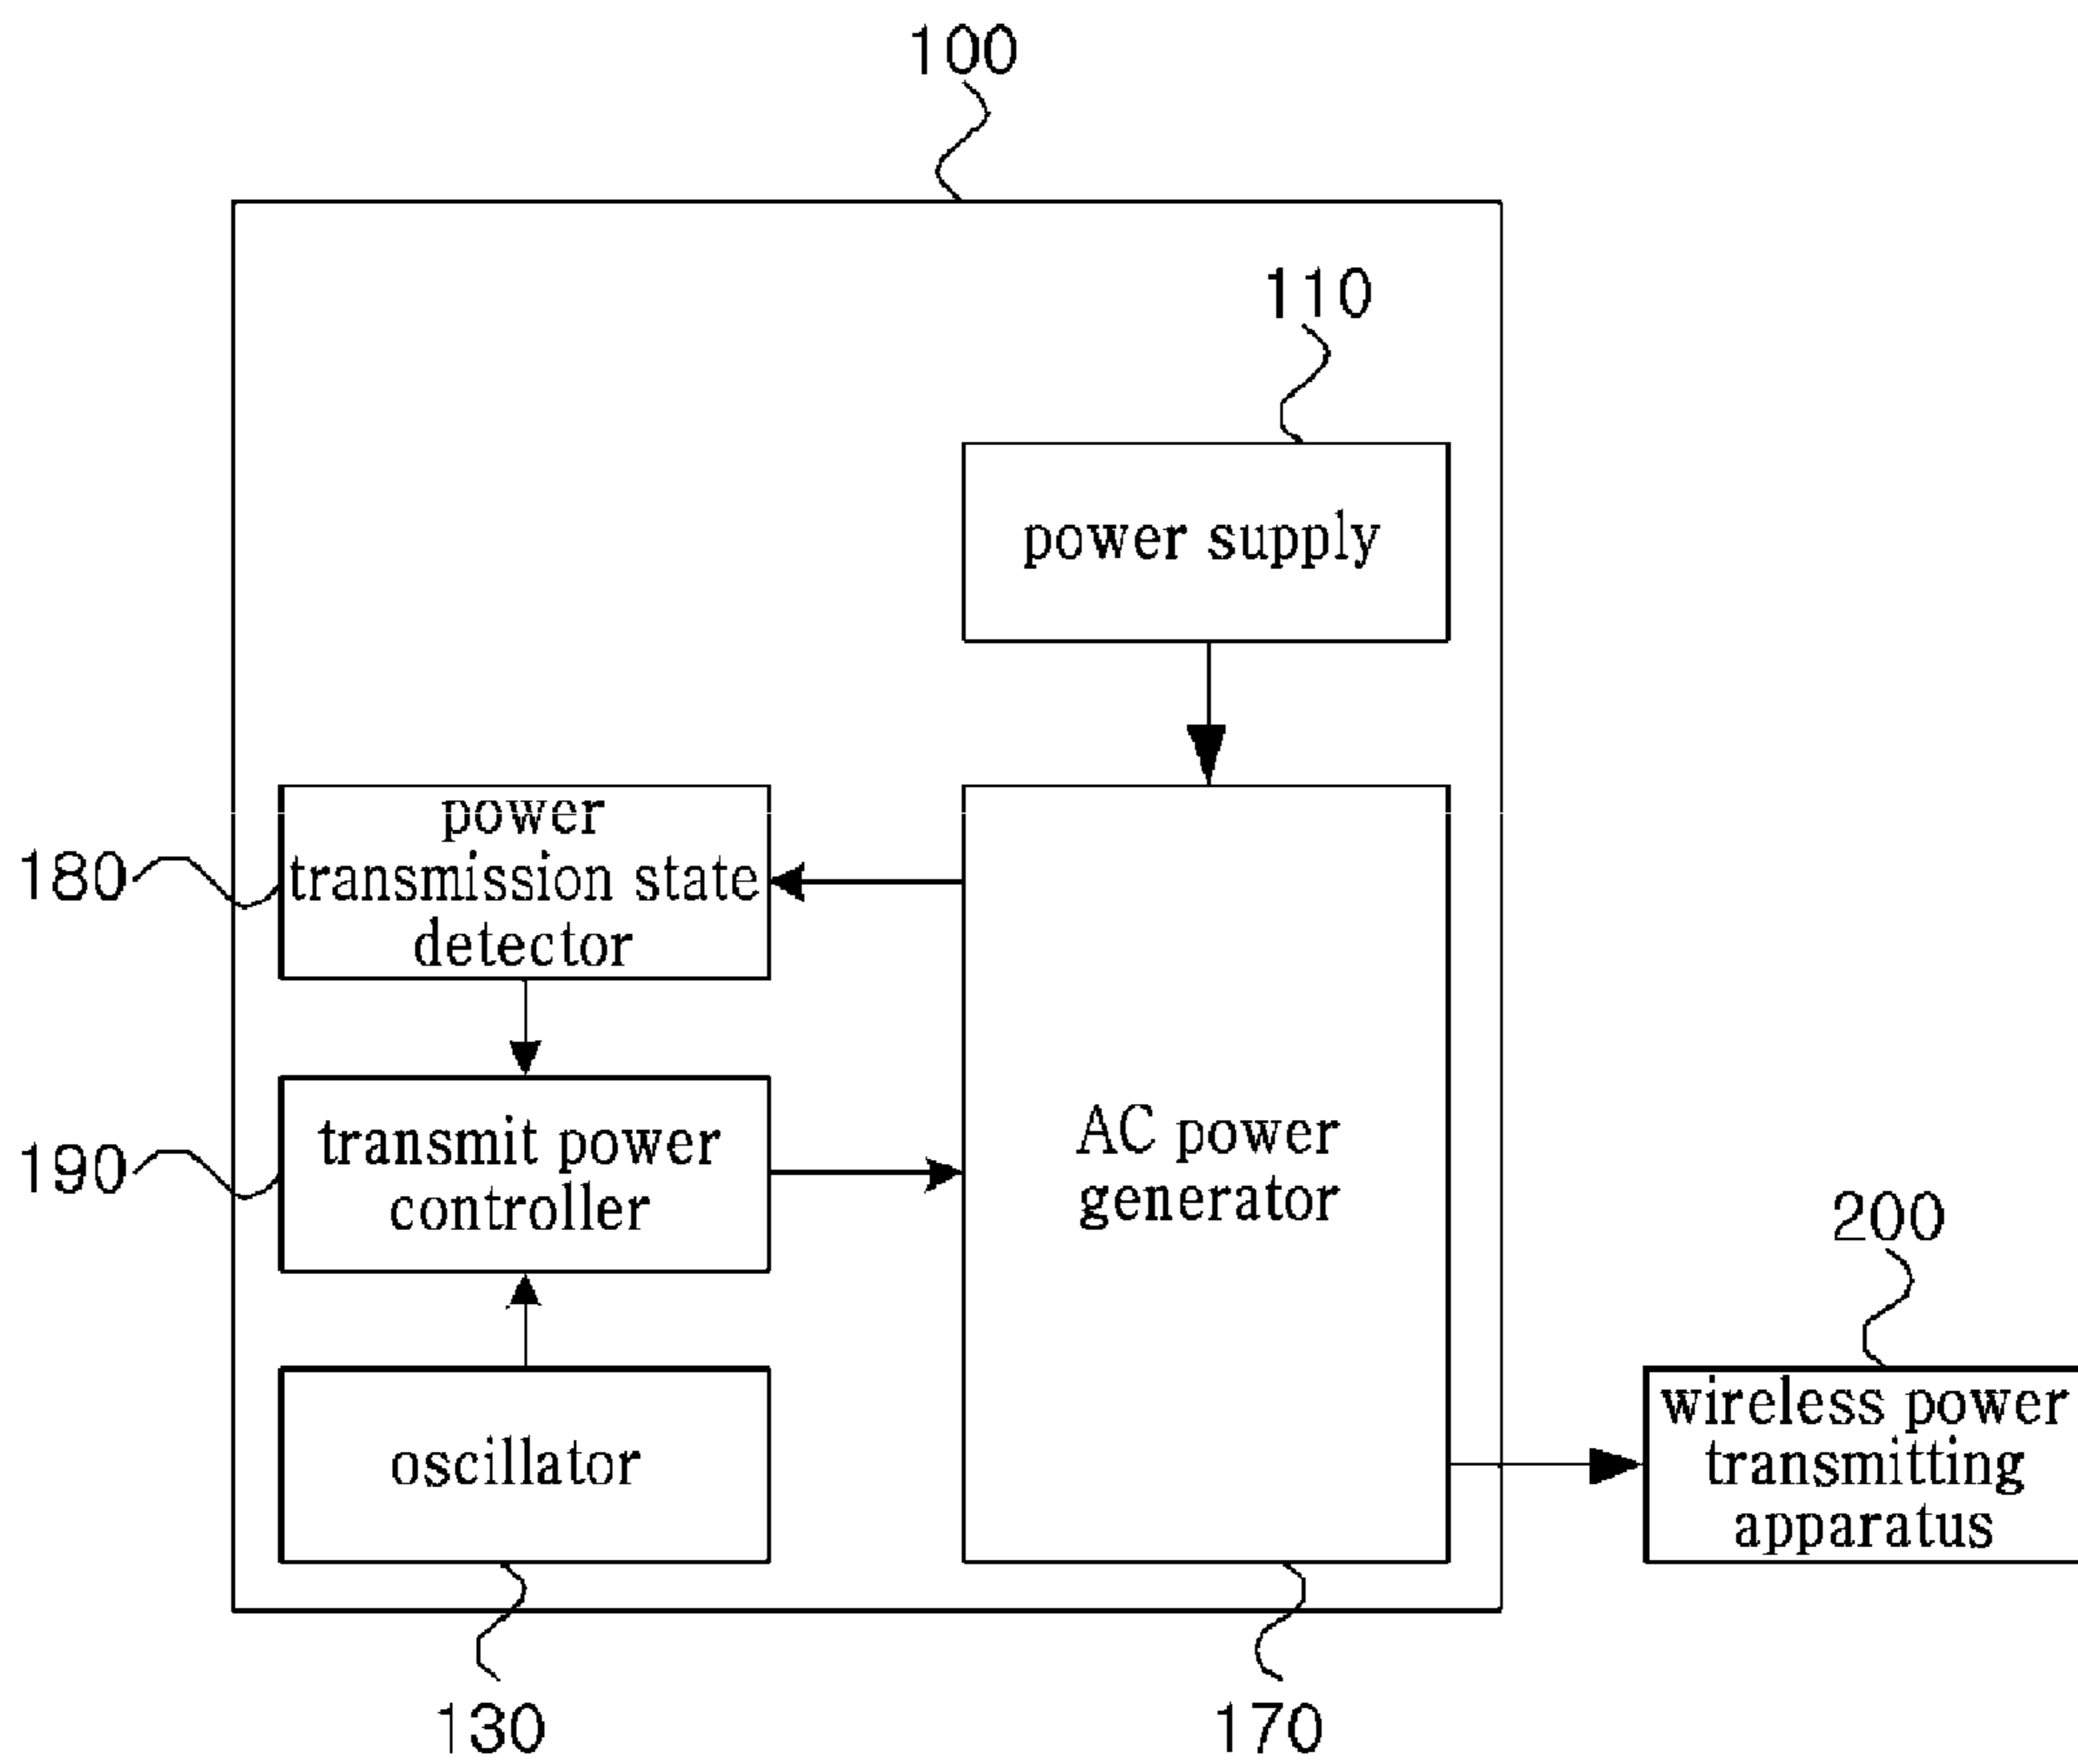 100
110
power supply
power
transmission state
detector
180
transmit power
controller
190
AC power
generator
200
wireless power
transmitting
apparatus
oscillator
130
170